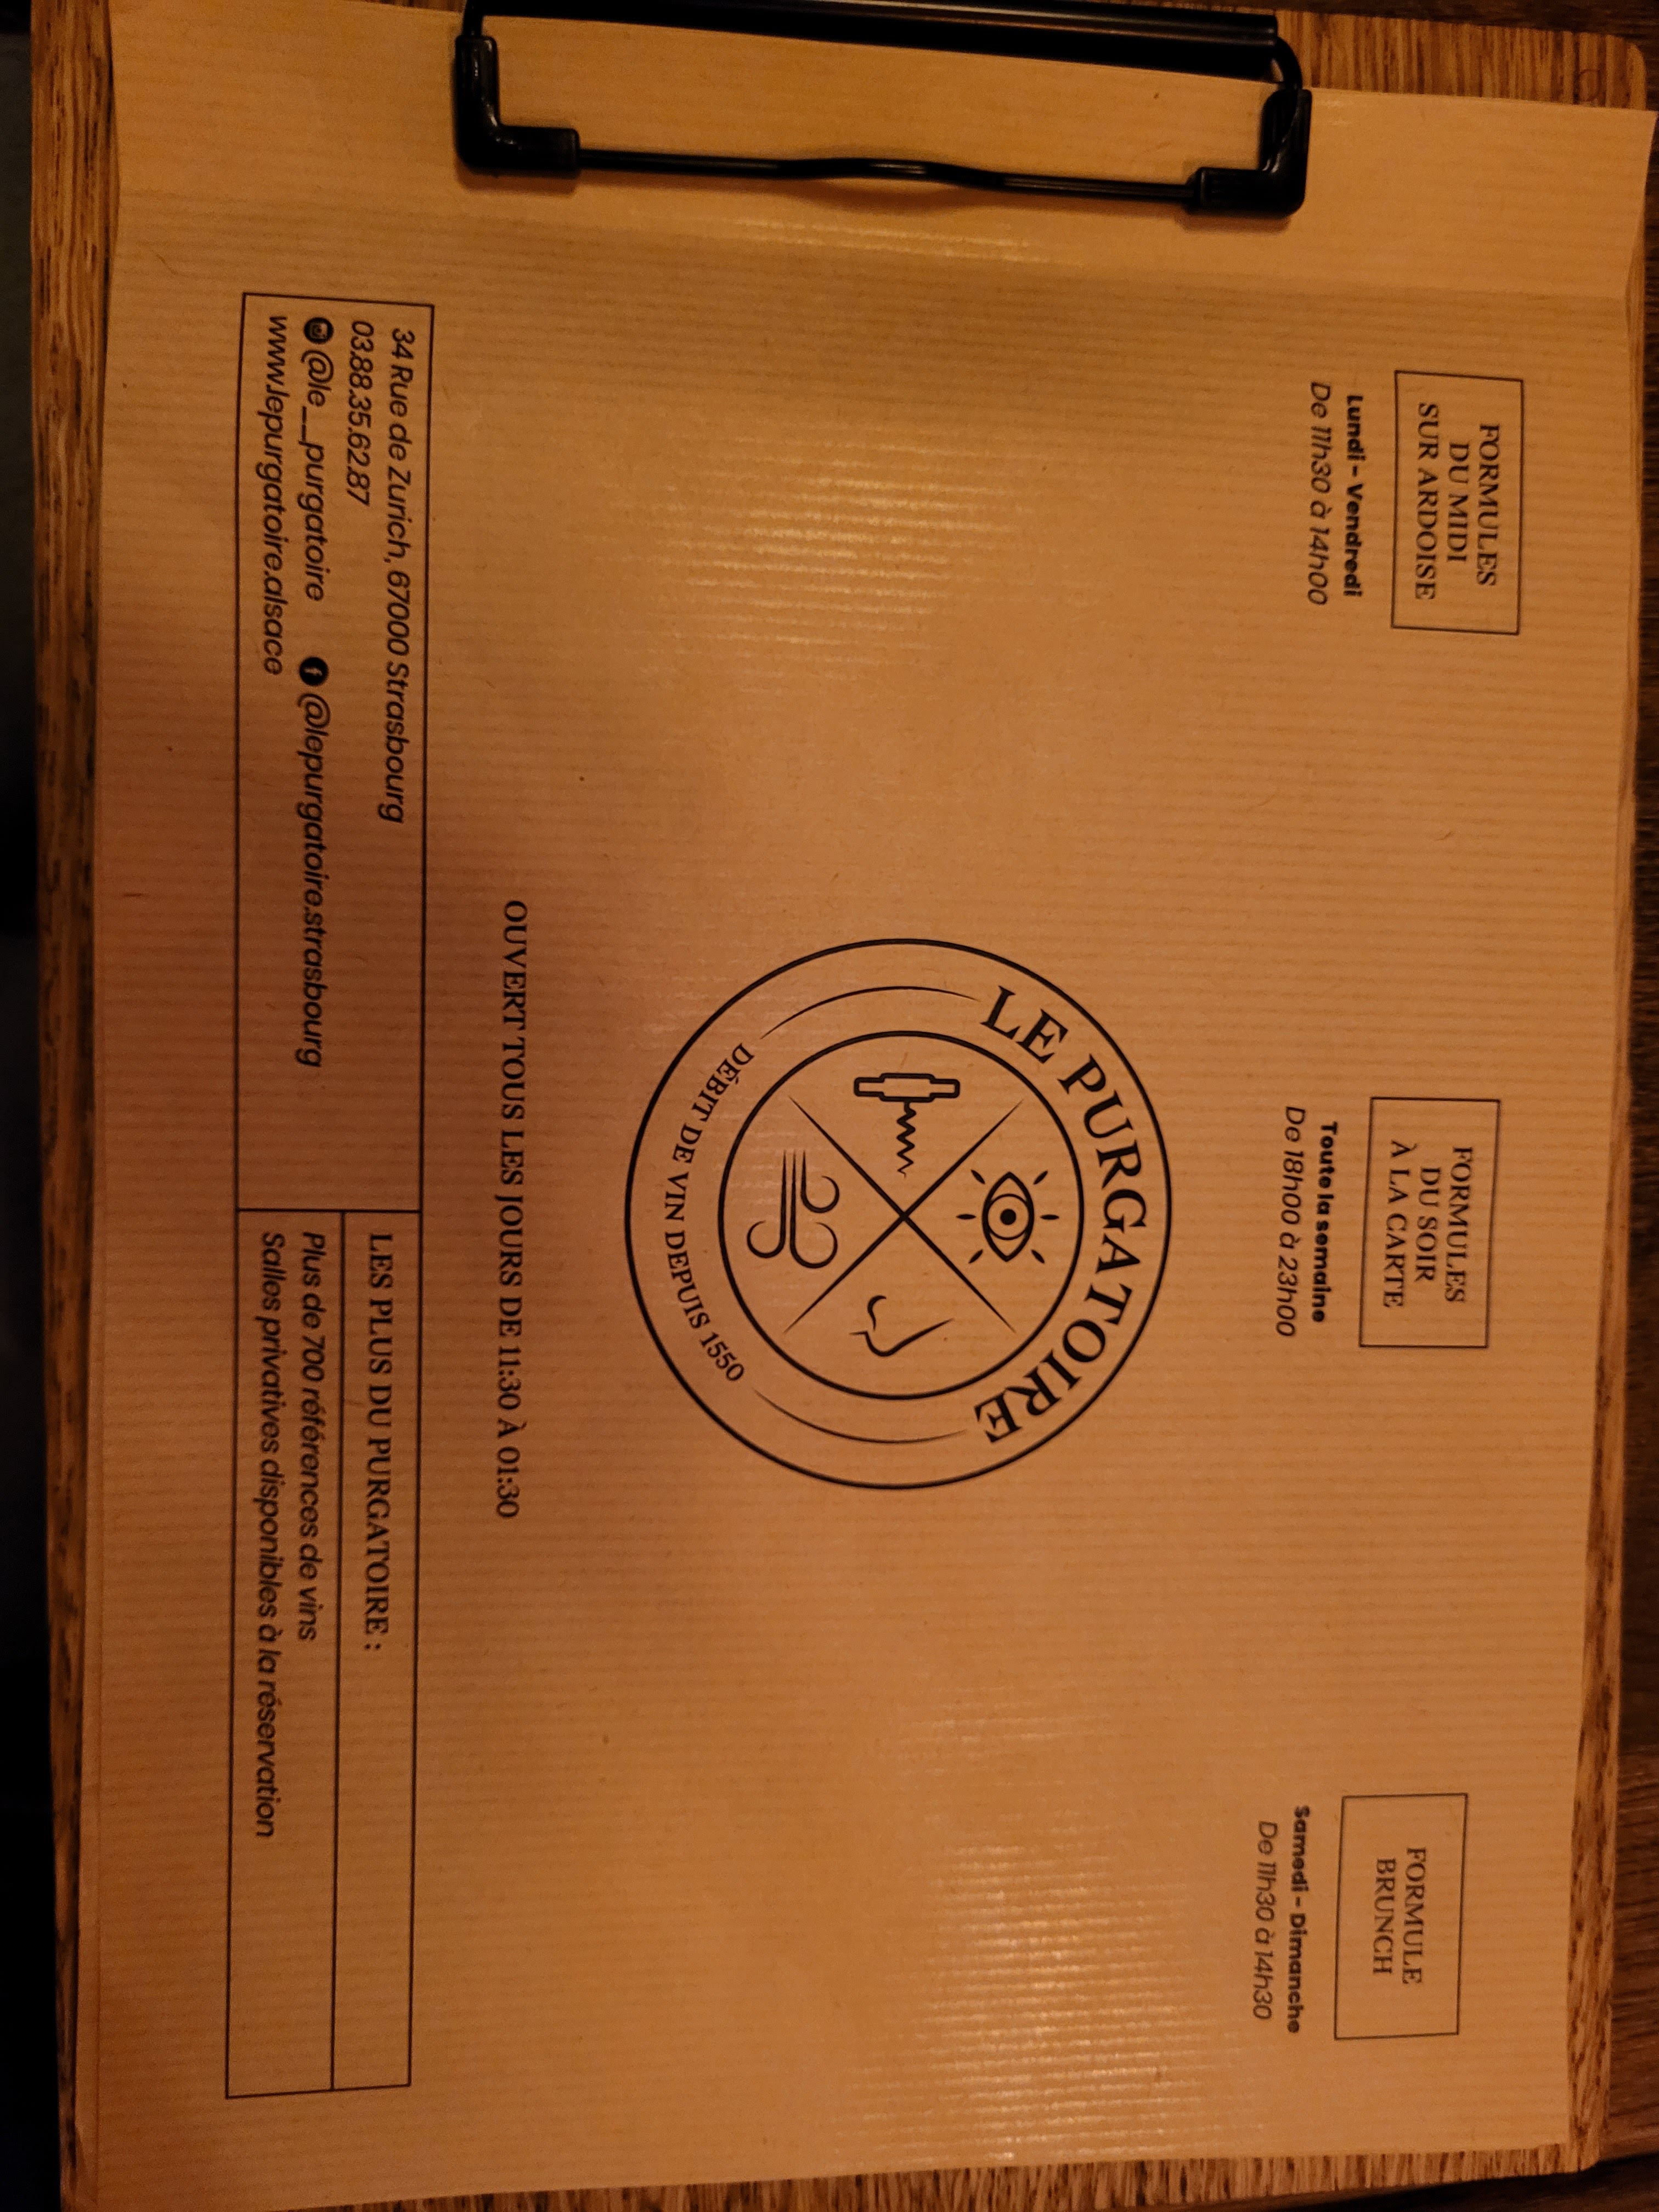 FORMULES
DU MIDI
SUR ARDOISE
Lundi - Vendredi
De 11h30 à 14h00
FORMULES
DU SOIR
À LA CARTE
Toute la semaine
De 18h00 à 23h00
FORMULE
BRUNCH
Samedi - Dimanche
De 11h30 à 14h30
LE PURGATOIRE
DÉBIT DE VIN DEPUIS 1550
OUVERT TOUS LES JOURS DE 11:30 À 01:30
34 Rue de Zurich, 67000 Strasbourg
03.88.35.62.87
@le__purgatoire @lepurgatoire.strasbourg
www.lepurgatoire.alsace
LES PLUS DU PURGATOIRE :
Plus de 700 références de vins
Salles privatives disponibles à la réservation